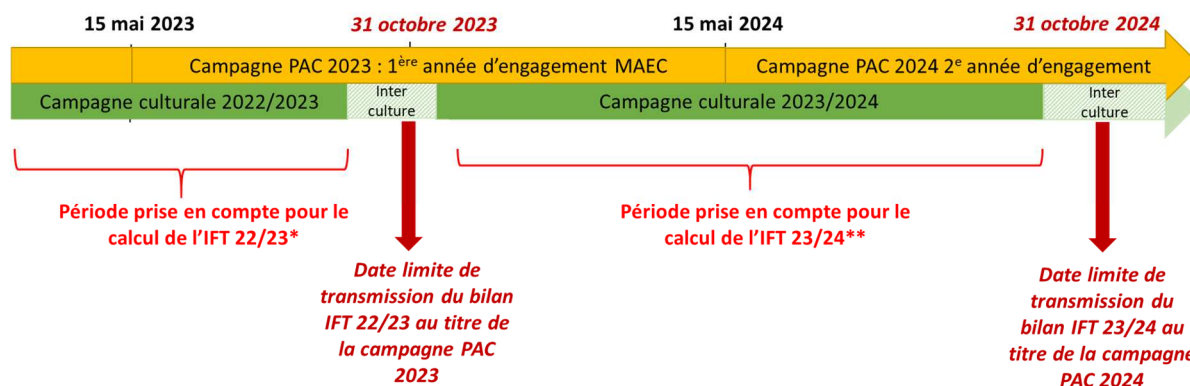 15 mai 2023
31 octobre 2023
15 mai 2024
31 octobre 2024
Campagne PAC 2023 : 1ère année d'engagement MAEC
Campagne PAC 2024 2e année d'engagement
Campagne culturale 2022/2023
Inter
culture
Campagne culturale 2023/2024
Inter
culture
Période prise en compte pour le
calcul de l'IFT 22/23*
Période prise en compte pour le
calcul de l'IFT 23/24**
Date limite de
transmission du bilan
IFT 22/23 au titre de
la campagne PAC
2023
Date limite de
transmission du
bilan IFT 23/24 au
titre de la campagne
PAC 2024